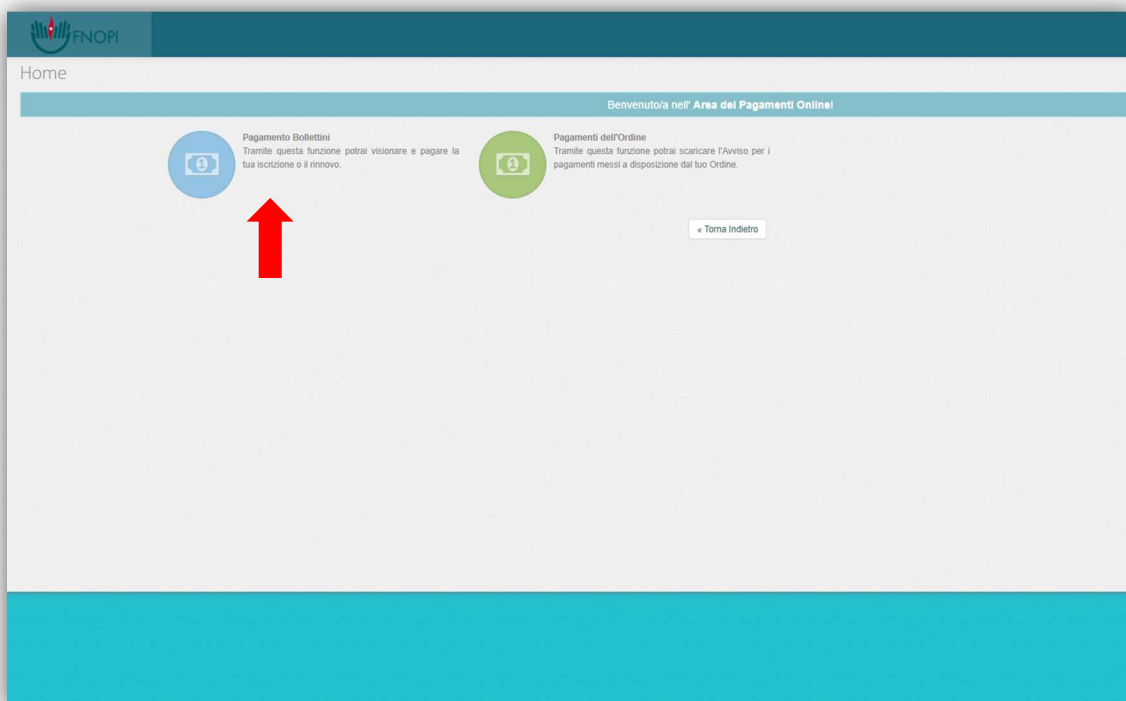 FNOPI
Home
Benvenuto/a nell' Area dei Pagamenti Online!
Pagamento Bollettini
Tramite questa funzione potrai visionare e pagare la
tua iscrizione o il rinnovo.
Pagamenti dell'Ordine
Tramite questa funzione potrai scaricare l'Avviso per i
pagamenti messi a disposizione dal tuo Ordine.
« Torna Indietro